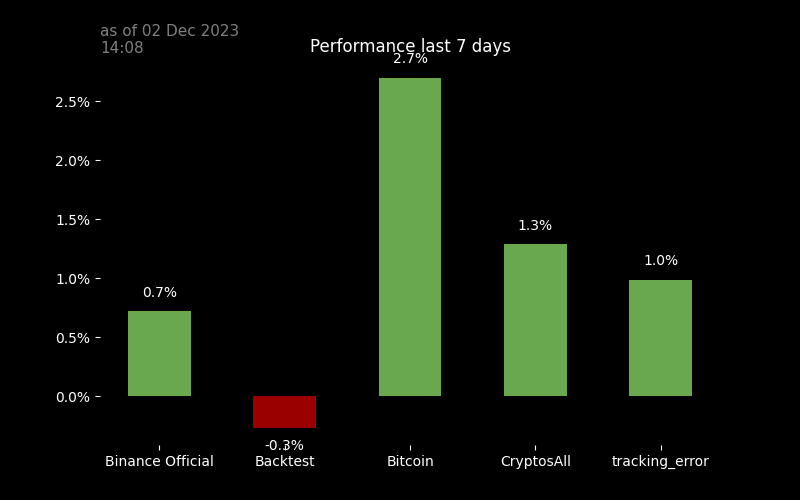 as of 02 Dec 2023
14:08
Performance last 7 days
2.7%
2.5%
2.0%
1.5%
1.3%
1.0%
1.0%
0.7%
0.5%
0.0%
-0.3%
Binance Official
Backtest
Bitcoin
CryptosAll
tracking_error